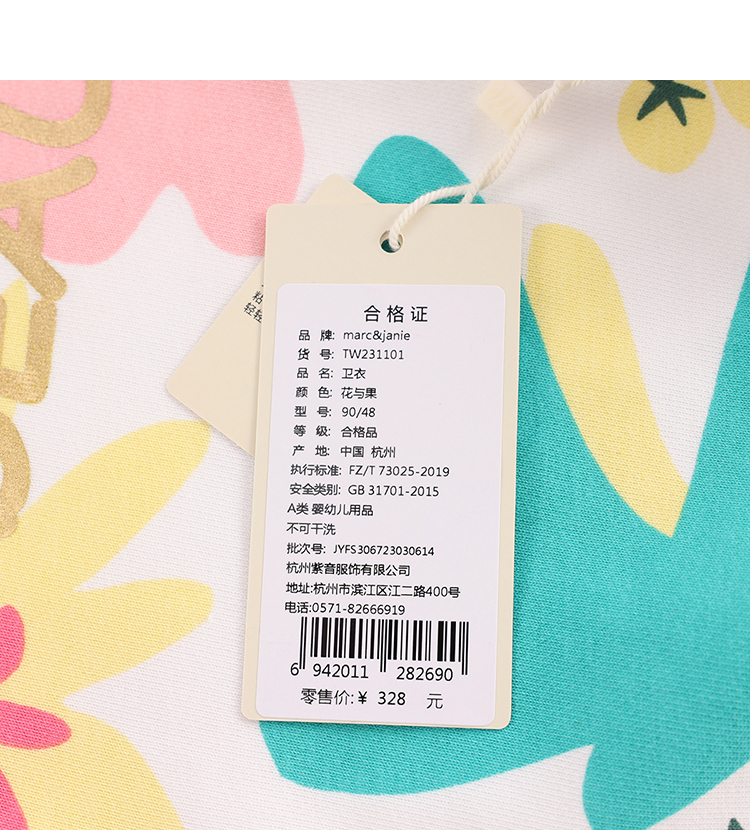 合格证
品 牌: marc&janie
货 号: TW231101
品 名: 卫衣
颜 色: 花与果
型 号: 90/48
等 级: 合格品
产 地: 中国 杭州
执行标准: FZ/T 73025-2019
安全类别: GB 31701-2015
A类 婴幼儿用品
不可干洗
批次号: JYFS306723030614
杭州紫音服饰有限公司
地址:杭州市滨江区江二路400号
电话:0571-82666919
6 942011 282690
零售价:¥ 328 元